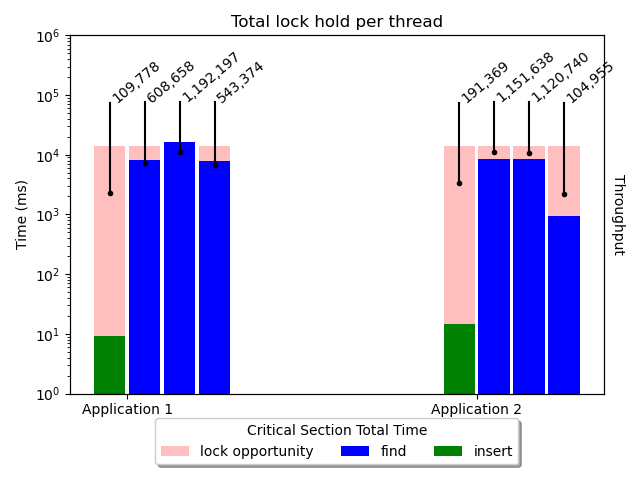 Total lock hold per thread
10^6
10^5
10^4
10^3
10^2
10^1
10^0
Time (ms)
109,778
608,658
1,192,197
543,374
191,369
1,151,638
1,120,740
104,955
Throughput
Application 1
Application 2
Critical Section Total Time
lock opportunity
find
insert